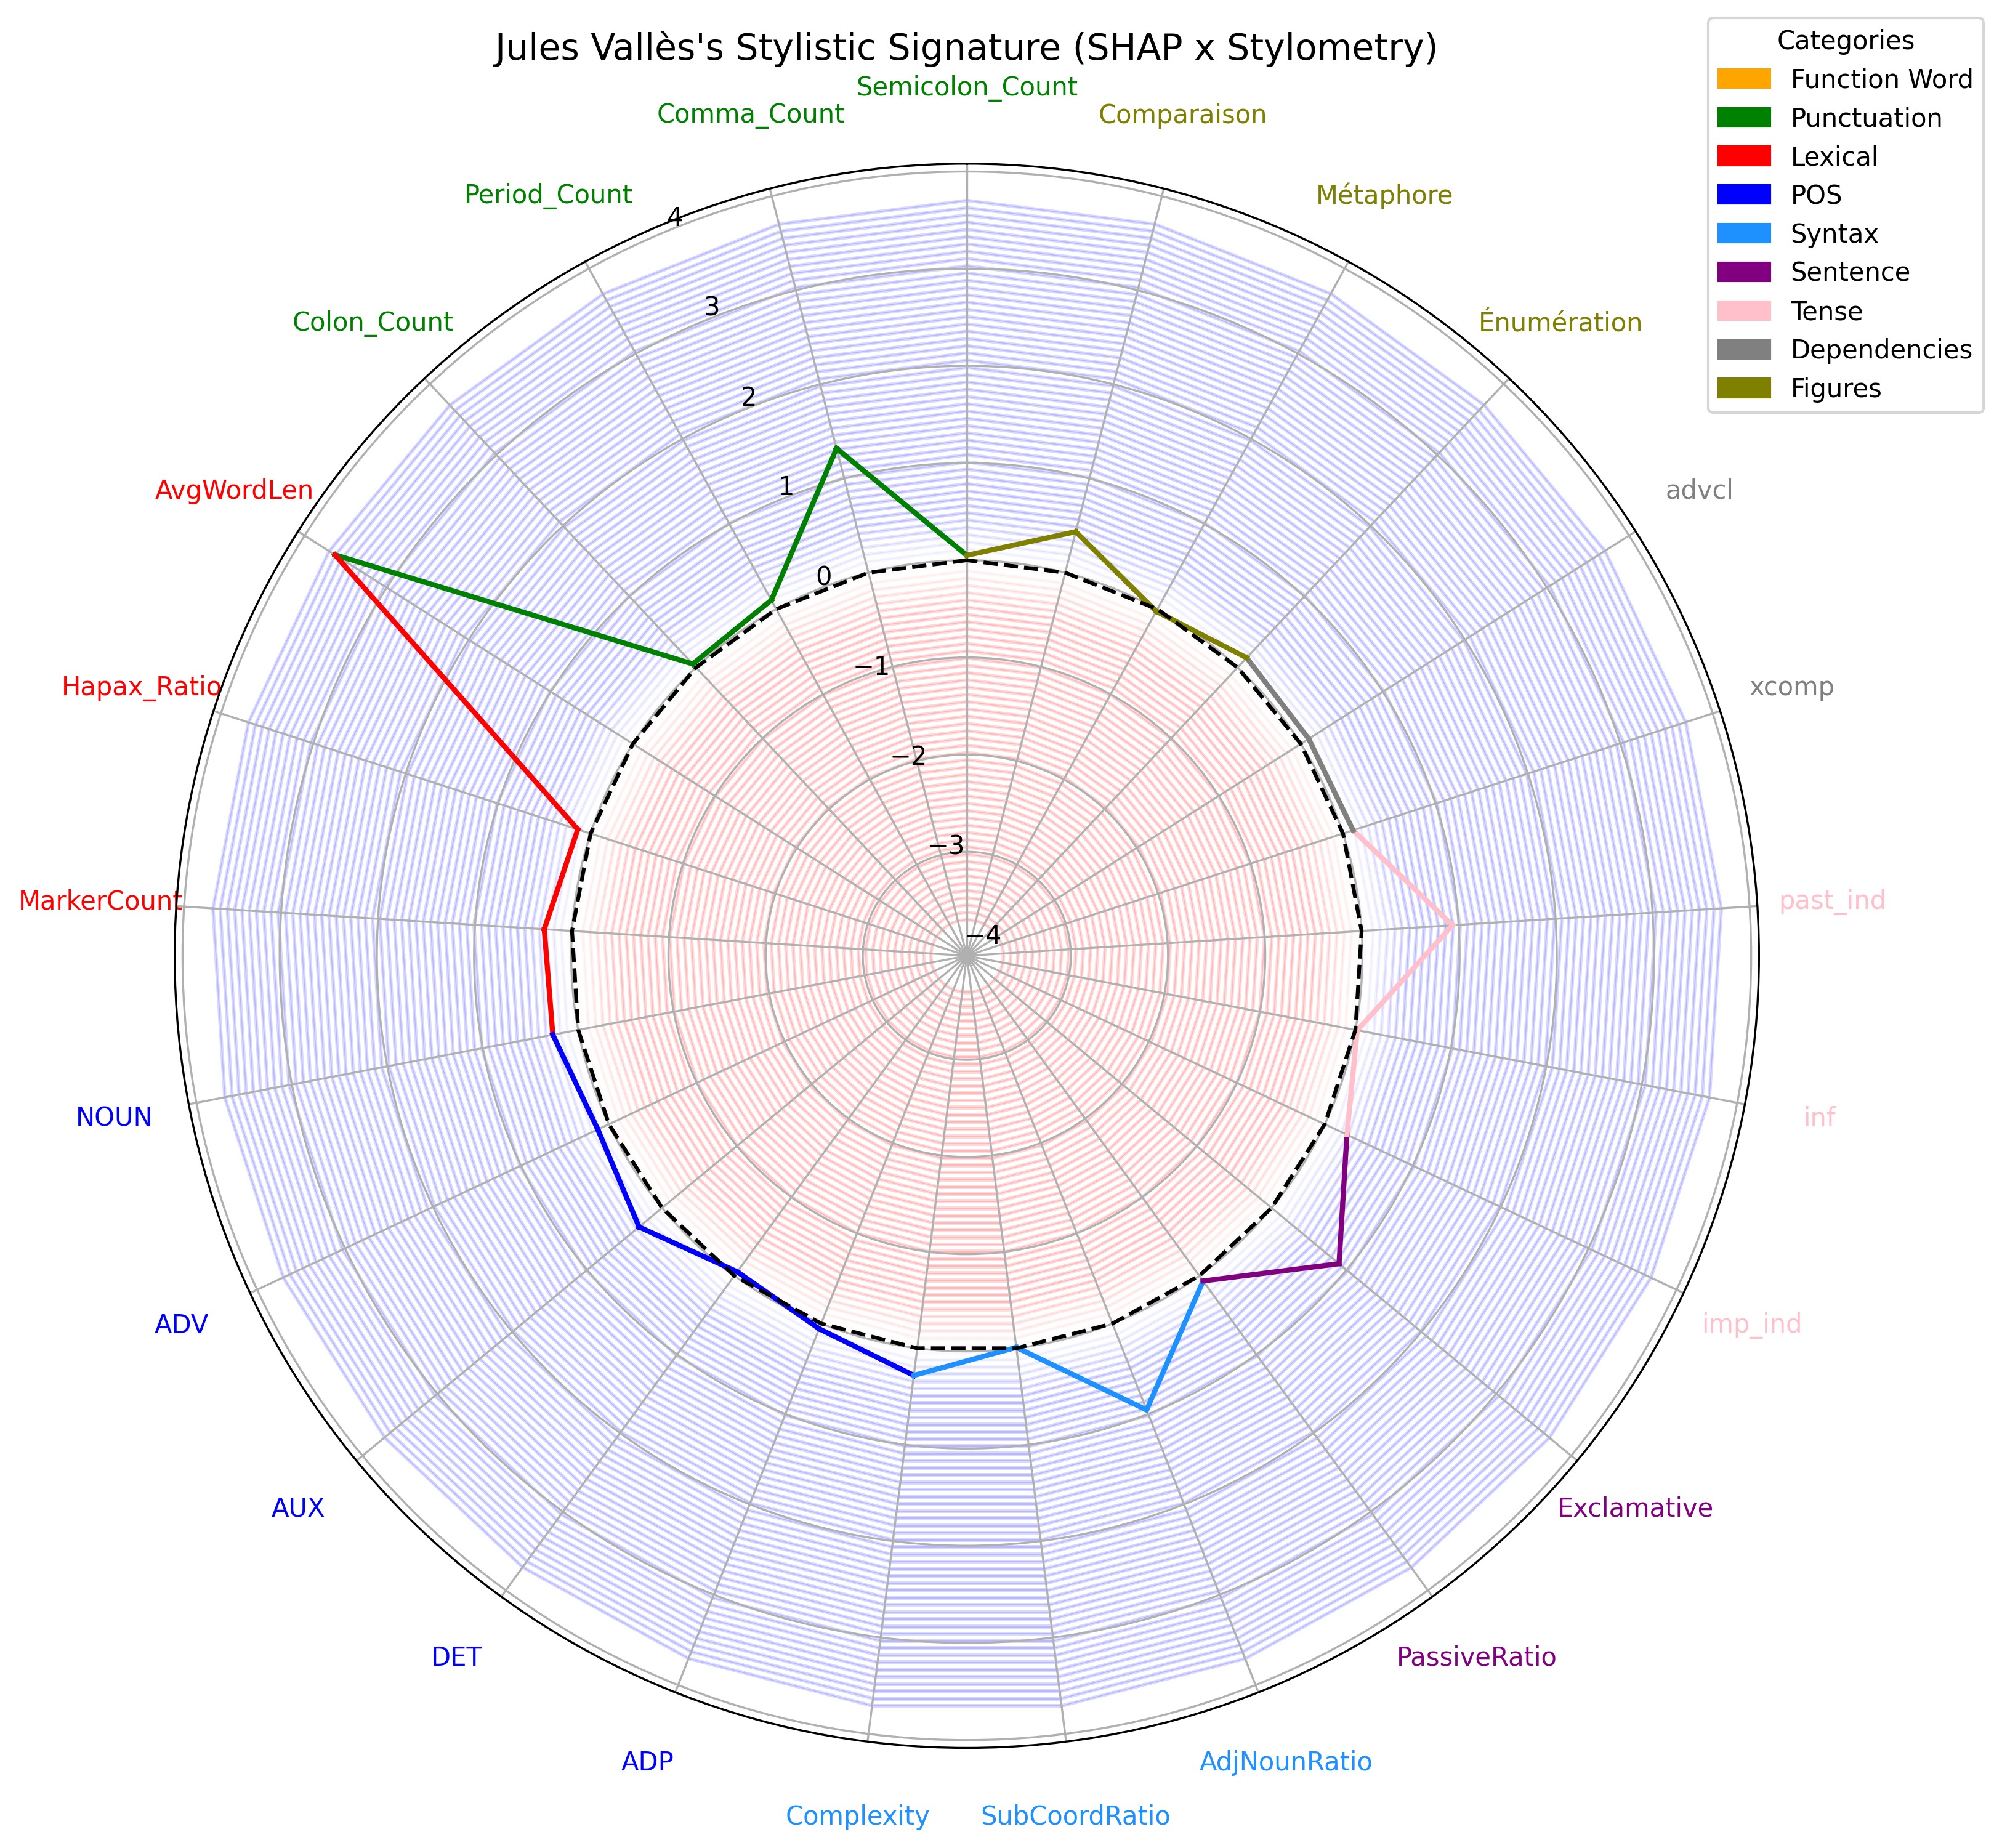 Jules Vallès's Stylistic Signature (SHAP x Stylometry)
Categories
Function Word
Punctuation
Lexical
POS
Syntax
Sentence
Tense
Dependencies
Figures
Semicolon_Count
Comma_Count
Period_Count
Colon_Count
AvgWordLen
Hapax_Ratio
MarkerCount
NOUN
ADV
AUX
DET
ADP
Complexity
SubCoordRatio
AdjNounRatio
PassiveRatio
Exclamative
imp_ind
inf
past_ind
xcomp
advcl
Énumération
Métaphore
Comparaison
4
3
2
1
0
−1
−2
−3
−4